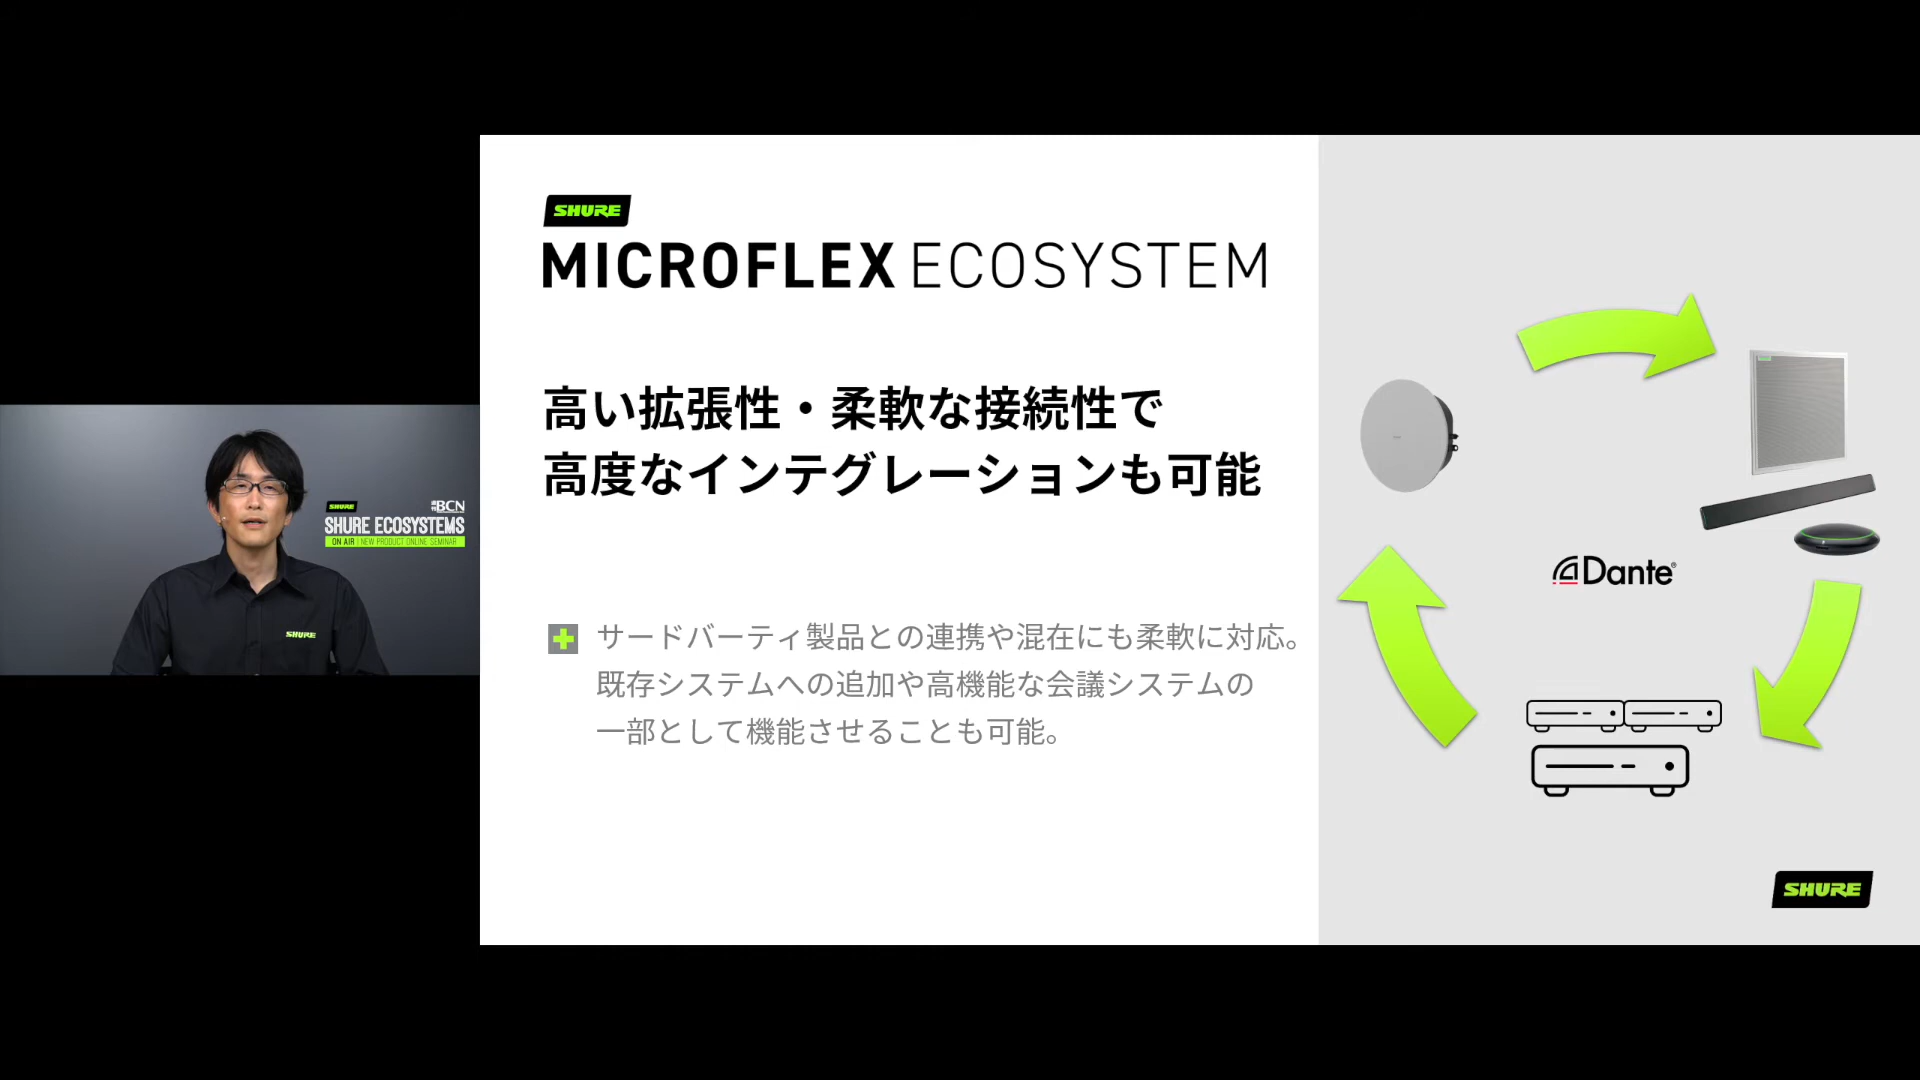 SHURE
BCN
SHURE ECOSYSTEMS
ON AIR | NEW PRODUCT ONLINE SEMINAR
SHURE
SHURE
MICROFLEX ECOSYSTEM
高い拡張性・柔軟な接続性で
高度なインテグレーションも可能
サードパーティ製品との連携や混在にも柔軟に対応。
既存システムへの追加や高機能な会議システムの
一部として機能させることも可能。
Dante®
SHURE